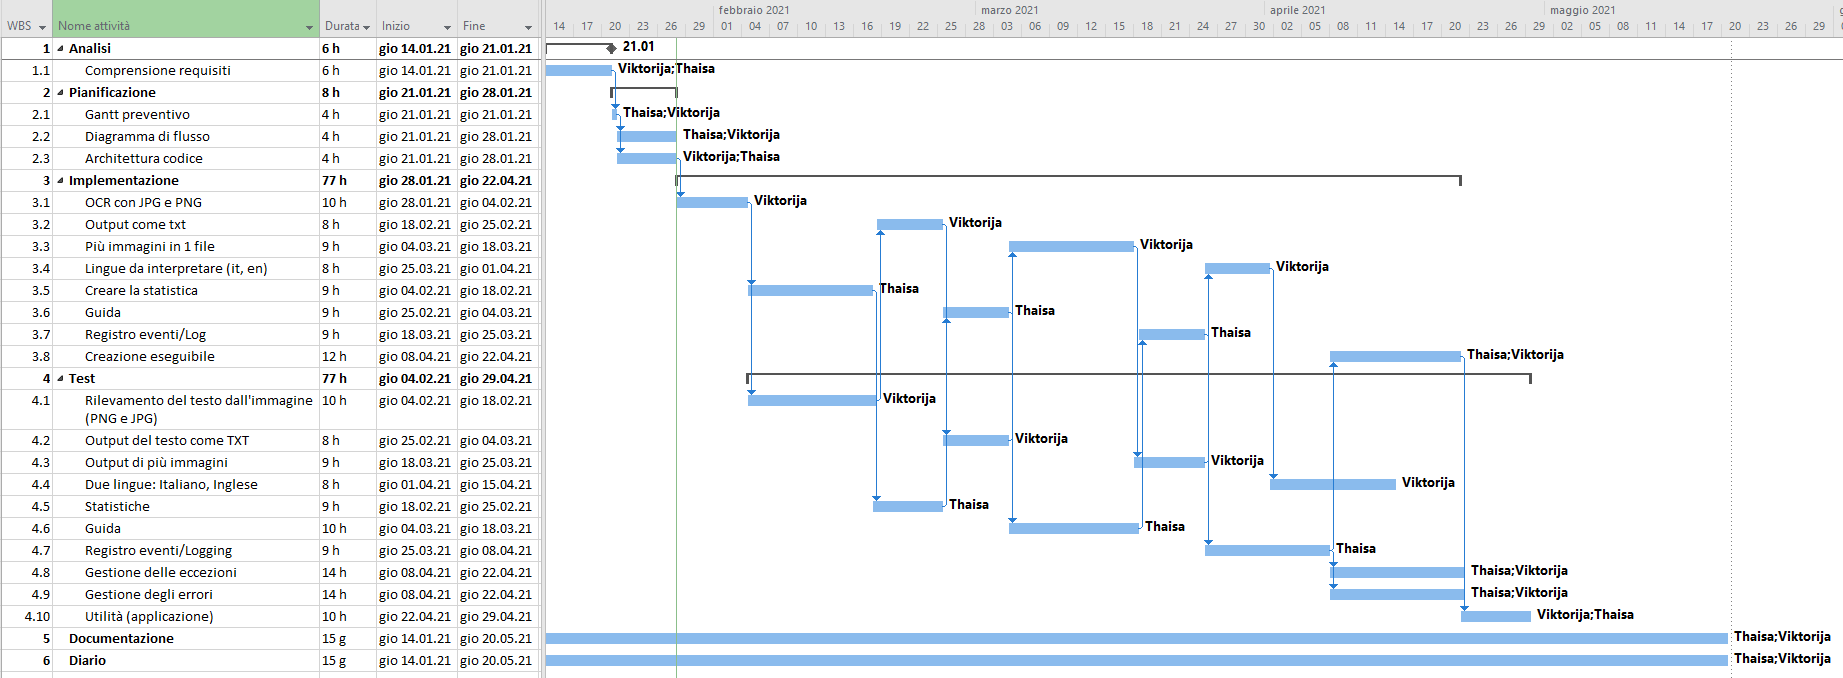 febbraio 2021 marzo 2021 aprile 2021 maggio 2021
WBS Nome attività Durata Inizio Fine 14 17 20 23 26 29 01 04 07 10 13 16 19 22 25 28 03 06 09 12 15 18 21 24 27 30 02 05 08 11 14 17 20 23 26 29 02 05 08 11 14 17 20 23 26 29 0
1 Analisi 6 h gio 14.01.21 gio 21.01.21 21.01
1.1 Comprensione requisiti 6 h gio 14.01.21 gio 21.01.21 Viktorija;Thaisa
2 Pianificazione 8 h gio 21.01.21 gio 28.01.21
2.1 Gantt preventivo 4 h gio 21.01.21 gio 21.01.21 Thaisa;Viktorija
2.2 Diagramma di flusso 4 h gio 21.01.21 gio 28.01.21 Thaisa;Viktorija
2.3 Architettura codice 4 h gio 21.01.21 gio 28.01.21 Viktorija;Thaisa
3 Implementazione 77 h gio 28.01.21 gio 22.04.21
3.1 OCR con JPG e PNG 10 h gio 28.01.21 gio 04.02.21 Viktorija
3.2 Output come txt 8 h gio 18.02.21 gio 25.02.21 Viktorija
3.3 Più immagini in 1 file 9 h gio 04.03.21 gio 18.03.21 Viktorija
3.4 Lingue da interpretare (it, en) 8 h gio 25.03.21 gio 01.04.21 Viktorija
3.5 Creare la statistica 9 h gio 04.02.21 gio 18.02.21 Thaisa
3.6 Guida 9 h gio 25.02.21 gio 04.03.21 Thaisa
3.7 Registro eventi/Log 9 h gio 18.03.21 gio 25.03.21 Thaisa
3.8 Creazione eseguibile 12 h gio 08.04.21 gio 22.04.21 Thaisa;Viktorija
4 Test 77 h gio 04.02.21 gio 29.04.21
4.1 Rilevamento del testo dall'immagine 10 h gio 04.02.21 gio 18.02.21 Viktorija
(PNG e JPG)
4.2 Output del testo come TXT 8 h gio 25.02.21 gio 04.03.21 Viktorija
4.3 Output di più immagini 9 h gio 18.03.21 gio 25.03.21 Viktorija
4.4 Due lingue: Italiano, Inglese 8 h gio 01.04.21 gio 15.04.21 Viktorija
4.5 Statistiche 9 h gio 18.02.21 gio 25.02.21 Thaisa
4.6 Guida 10 h gio 04.03.21 gio 18.03.21 Thaisa
4.7 Registro eventi/Logging 9 h gio 25.03.21 gio 08.04.21 Thaisa
4.8 Gestione delle eccezioni 14 h gio 08.04.21 gio 22.04.21 Thaisa;Viktorija
4.9 Gestione degli errori 14 h gio 08.04.21 gio 22.04.21 Thaisa;Viktorija
4.10 Utilità (applicazione) 10 h gio 22.04.21 gio 29.04.21 Viktorija;Thaisa
5 Documentazione 15 g gio 14.01.21 gio 20.05.21 Thaisa;Viktorija
6 Diario 15 g gio 14.01.21 gio 20.05.21 Thaisa;Viktorija